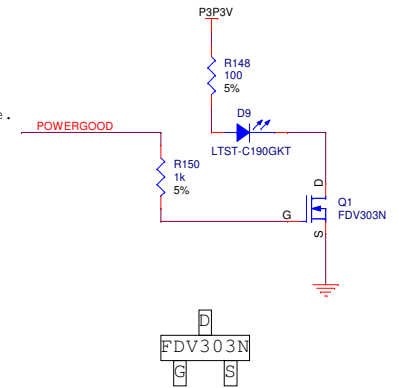 P3P3V
R148
100
5%
e.
D9
POWERGOOD
LTST-C190GKT
R150
1k
5%
D
Q1
G
FDV303N
S
D
FDV303N
G
S